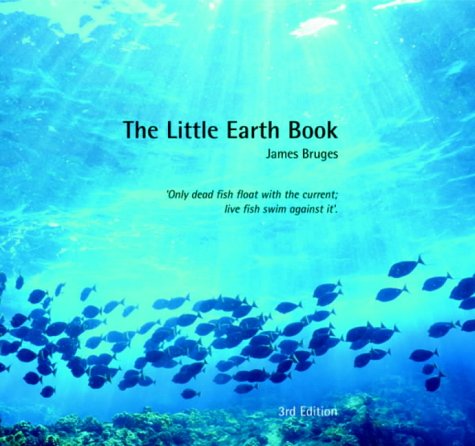 The Little Earth Book
James Bruges
'Only dead fish float with the current;
live fish swim against it'.
3rd Edition